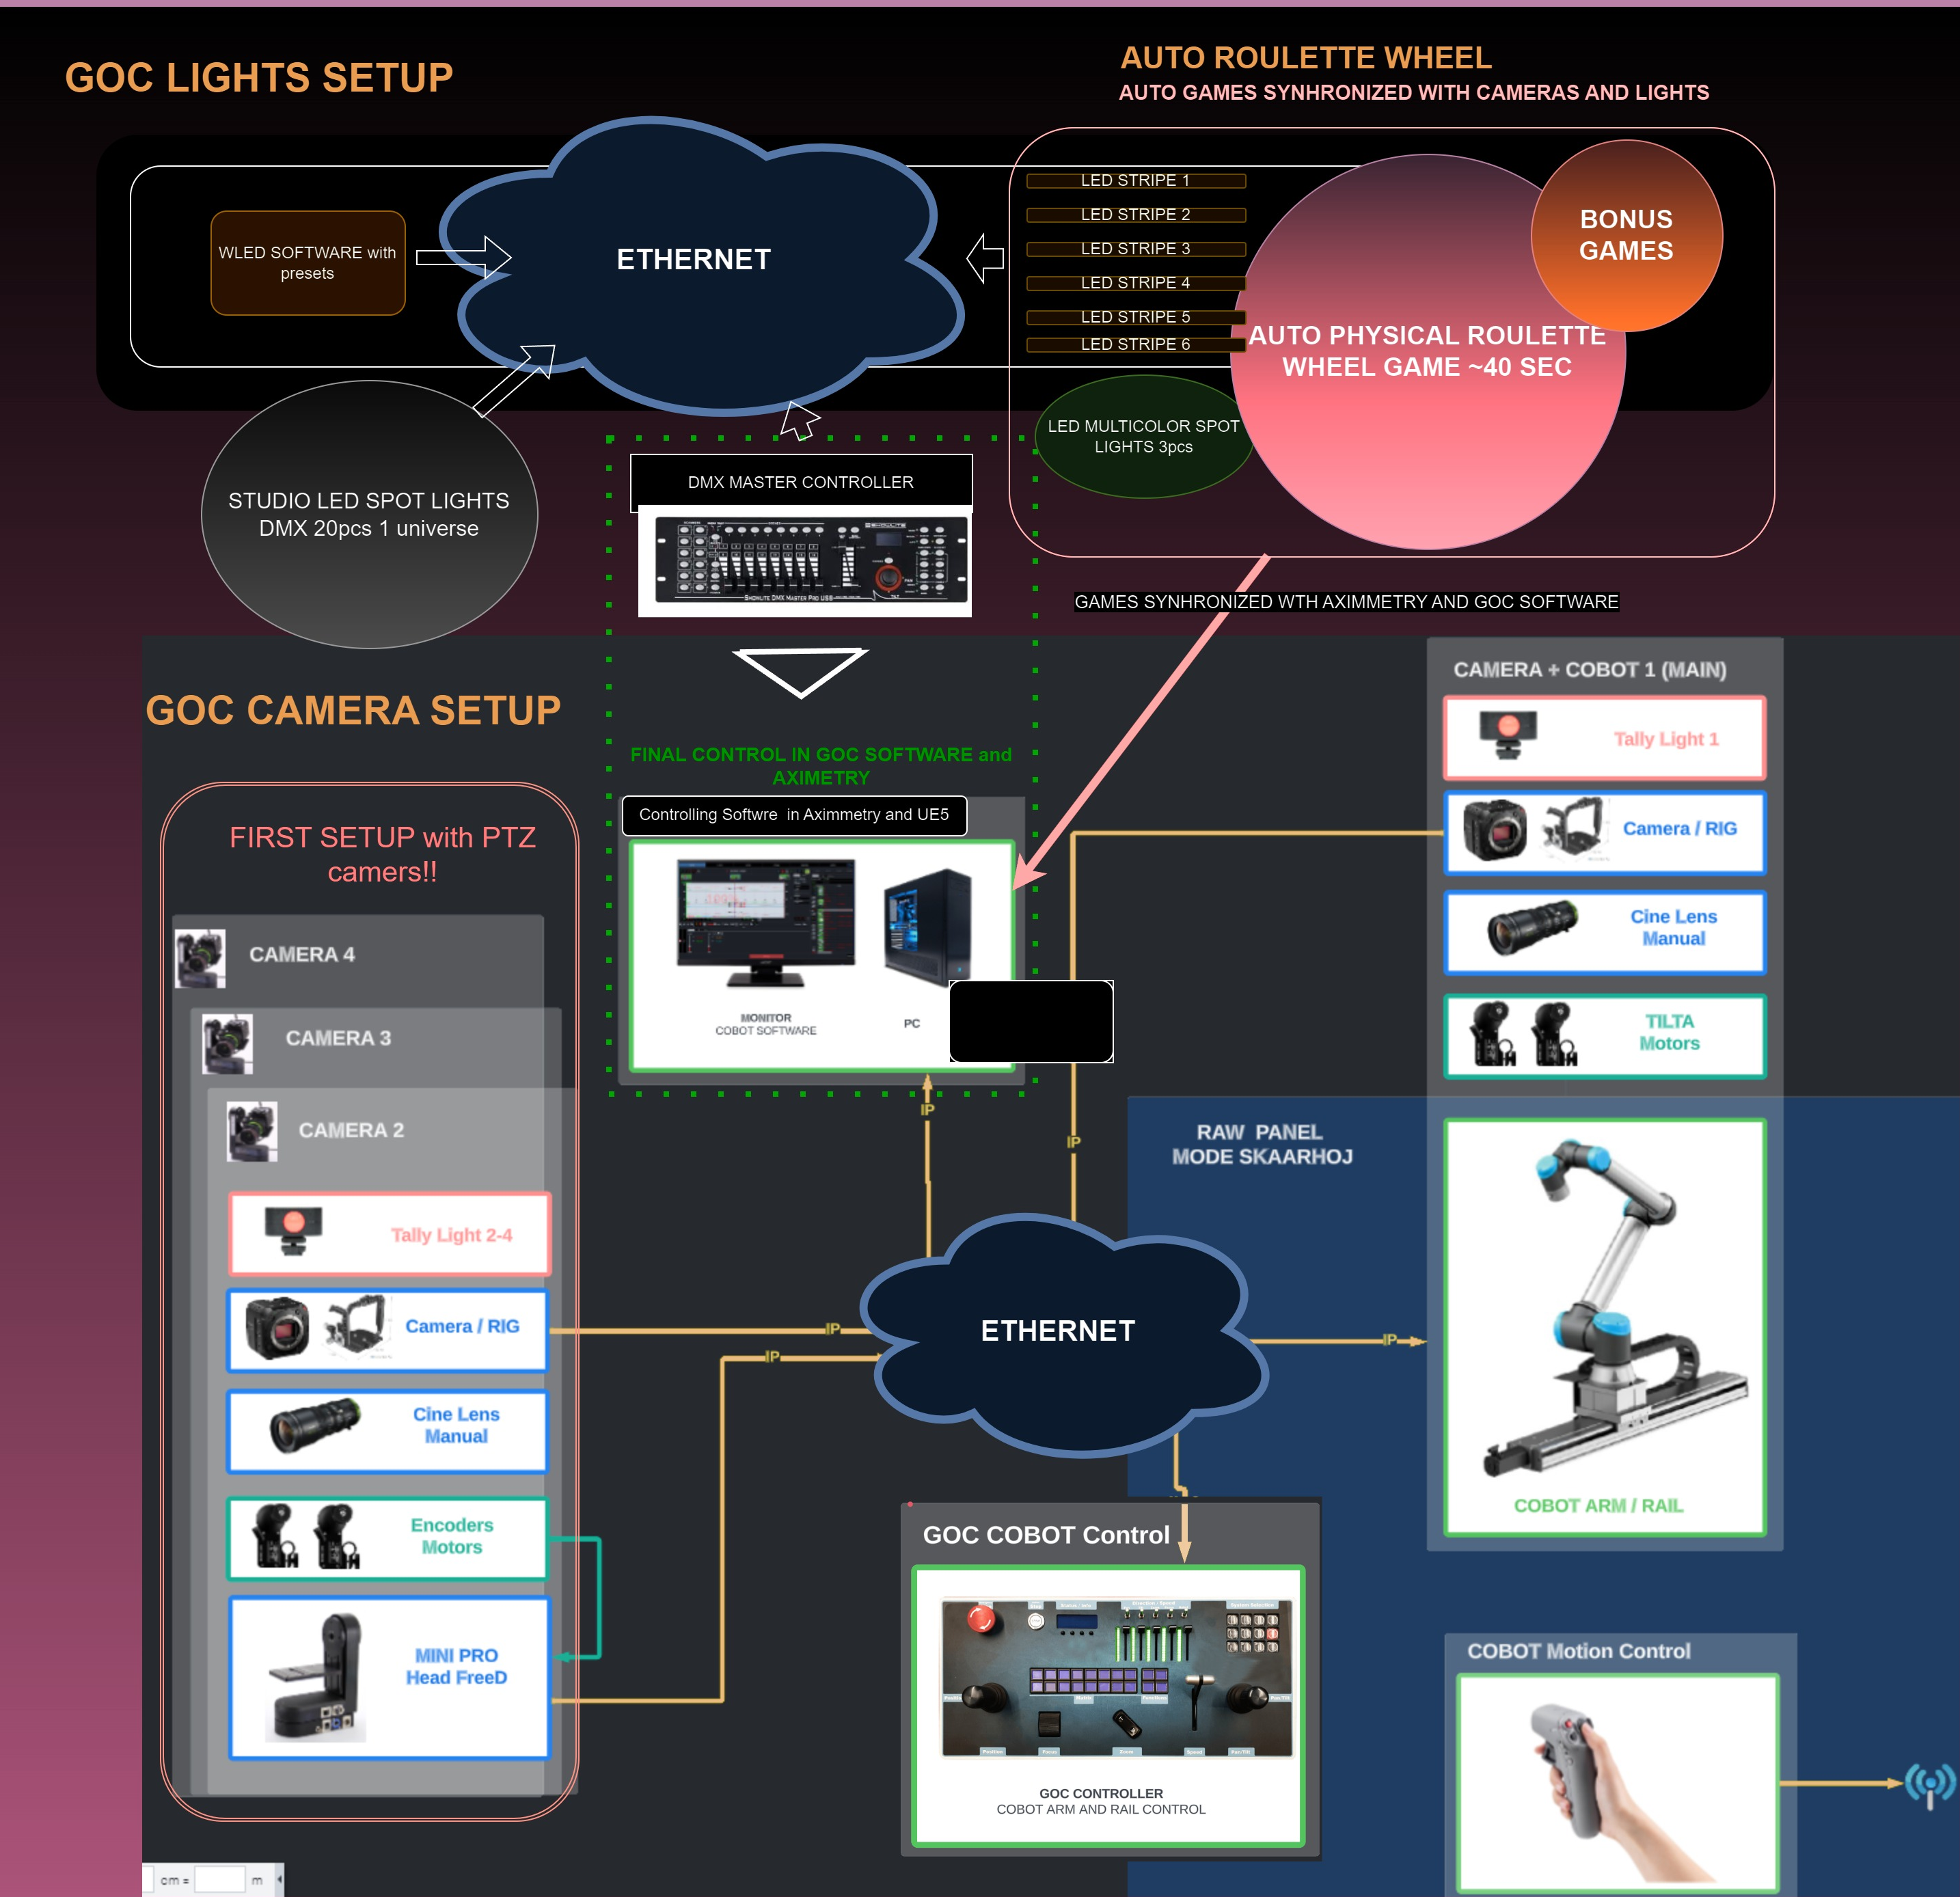 GOC LIGHTS SETUP
AUTO ROULETTE WHEEL
AUTO GAMES SYNHRONIZED WITH CAMERAS AND LIGHTS
WLED SOFTWARE with
presets
ETHERNET
LED STRIPE 1
LED STRIPE 2
LED STRIPE 3
LED STRIPE 4
LED STRIPE 5
LED STRIPE 6
BONUS
GAMES
AUTO PHYSICAL ROULETTE
WHEEL GAME ~40 SEC
LED MULTICOLOR SPOT
LIGHTS 3pcs
STUDIO LED SPOT LIGHTS
DMX 20pcs 1 universe
DMX MASTER CONTROLLER
SHOWLITE
SHOWLITE DMX MASTER PRO USB
GAMES SYNHRONIZED WTH AXIMMETRY AND GOC SOFTWARE
GOC CAMERA SETUP
FINAL CONTROL IN GOC SOFTWARE and
AXIMETRY
Controlling Softwre  in Aximmetry and UE5
MONITOR
COBOT SOFTWARE
PC
FIRST SETUP with PTZ
camers!!
CAMERA 4
CAMERA 3
CAMERA 2
Tally Light 2-4
Camera / RIG
Cine Lens
Manual
Encoders
Motors
MINI PRO
Head FreeD
CAMERA + COBOT 1 (MAIN)
Tally Light 1
Camera / RIG
Cine Lens
Manual
TILTA
Motors
COBOT ARM / RAIL
RAW  PANEL
MODE SKAARHOJ
IP
IP
IP
IP
IP
ETHERNET
GOC COBOT Control
GOC CONTROLLER
COBOT ARM AND RAIL CONTROL
COBOT Motion Control
cm =
m